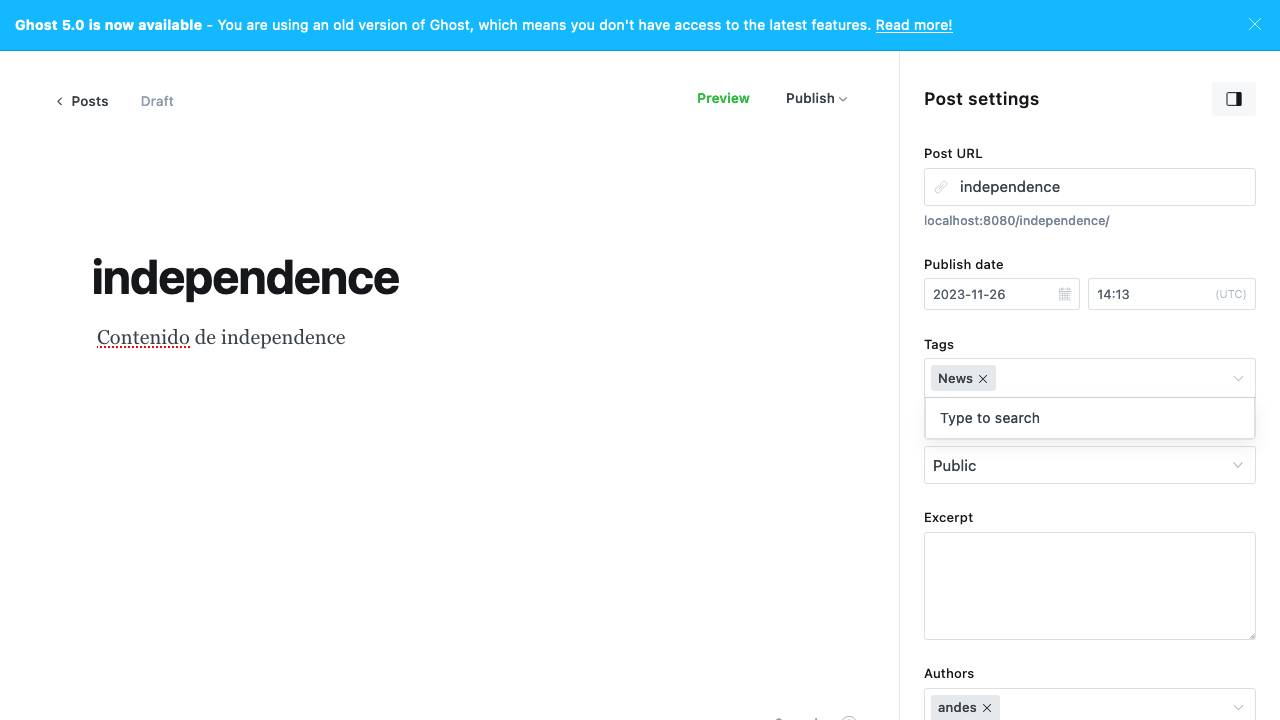 Ghost 5.0 is now available - You are using an old version of Ghost, which means you don't have access to the latest features. Read more!
Posts
Draft
Preview
Publish
independence
Contenido de independence
Post settings
Post URL
independence
localhost:8080/independence/
Publish date
2023-11-26
14:13
(UTC)
Tags
News
Type to search
Public
Excerpt
Authors
andes